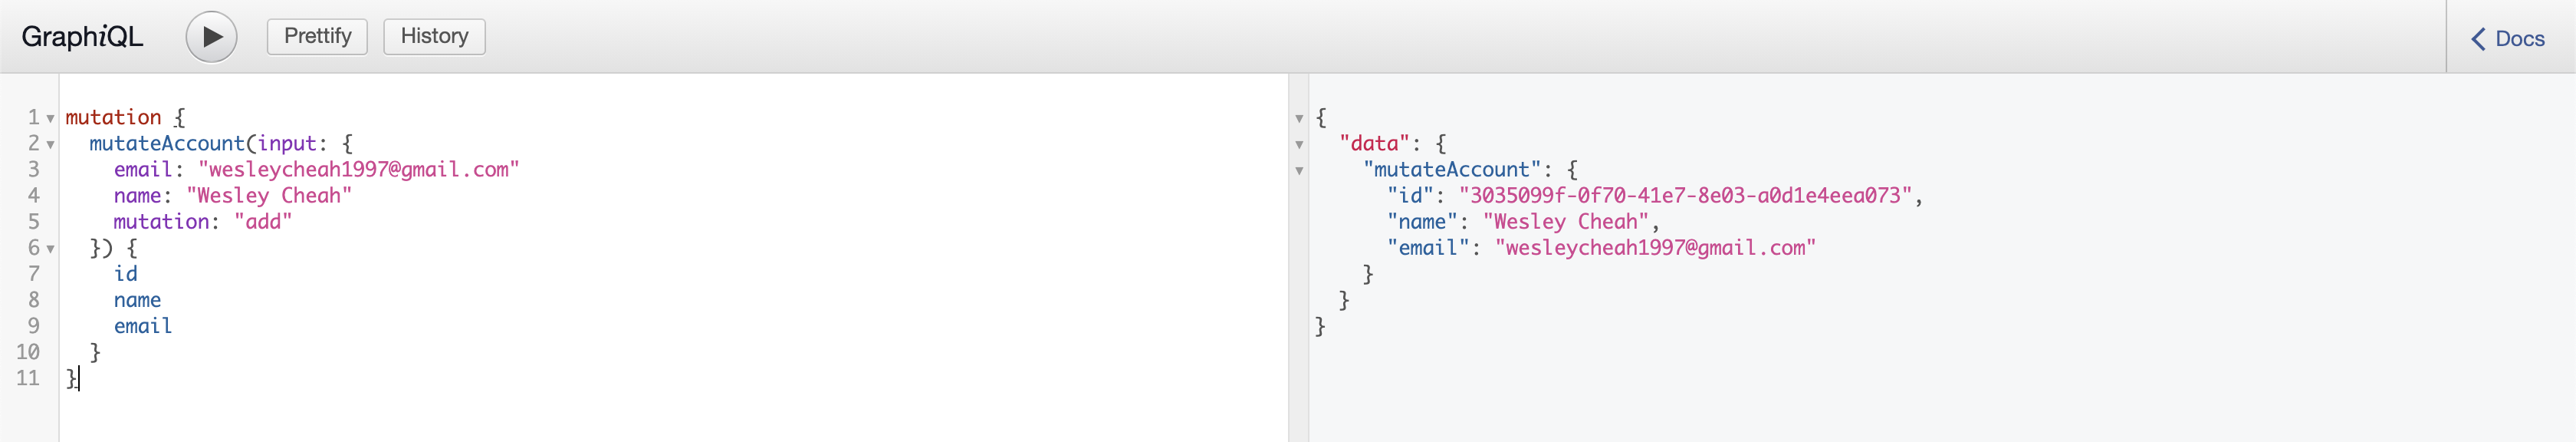 GraphiQL Prettify History Docs
1 mutation {
2 mutateAccount(input: {
3 email: "wesleycheah1997@gmail.com"
4 name: "Wesley Cheah"
5 mutation: "add"
6 }) {
7 id
8 name
9 email
10 }
11 }
{
"data": {
"mutateAccount": {
"id": "3035099f-0f70-41e7-8e03-a0d1e4eea073",
"name": "Wesley Cheah",
"email": "wesleycheah1997@gmail.com"
}
}
}